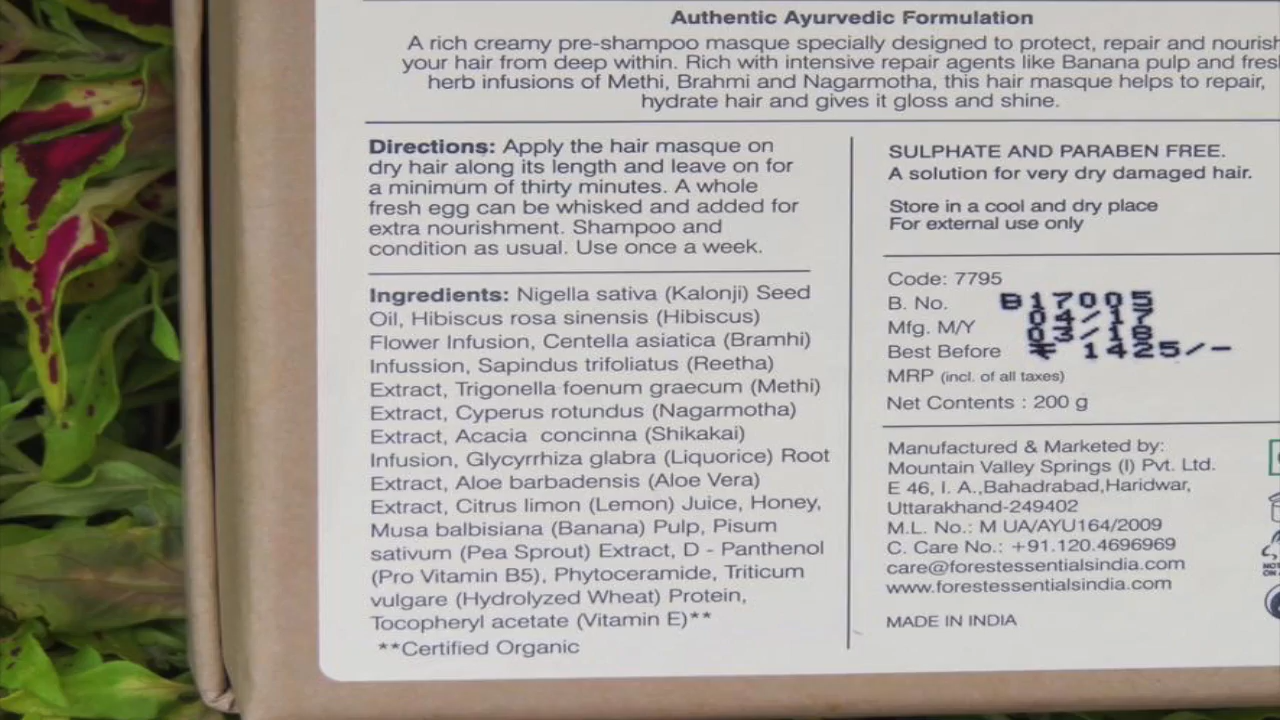 Authentic Ayurvedic Formulation
A rich creamy pre-shampoo masque specially designed to protect, repair and nourish
your hair from deep within. Rich with intensive repair agents like Banana pulp and
herb infusions of Methi, Brahmi and Nagarmotha, this hair masque helps to repair,
hydrate hair and gives it gloss and shine.
Directions: Apply the hair masque on
dry hair along its length and leave on for
a minimum of thirty minutes. A whole
fresh egg can be whisked and added for
extra nourishment. Shampoo and
condition as usual. Use once a week.
Ingredients: Nigella sativa (Kalonji) Seed
Oil, Hibiscus rosa sinensis (Hibiscus)
Flower Infusion, Centella asiatica (Bramhi)
Infussion, Sapindus trifoliatus (Reetha)
Extract, Trigonella foenum graecum (Methi)
Extract, Cyperus rotundus (Nagarmotha)
Extract, Acacia concinna (Shikakai)
Infusion, Glycyrrhiza glabra (Liquorice) Root
Extract, Aloe barbadensis (Aloe Vera)
Extract, Citrus limon (Lemon) Juice, Honey,
Musa balbisiana (Banana) Pulp, Pisum
sativum (Pea Sprout) Extract, D - Panthenol
(Pro Vitamin B5), Phytoceramide, Triticum
vulgare (Hydrolyzed Wheat) Protein,
Tocopheryl acetate (Vitamin E)**
**Certified Organic
SULPHATE AND PARABEN FREE.
A solution for very dry damaged hair.
Store in a cool and dry place
For external use only
Code: 7795
B. No. B17005
Mfg. M/Y 04/17
Best Before 03/18
MRP (incl. of all taxes) ₹ 1425/-
Net Contents : 200 g
Manufactured & Marketed by:
Mountain Valley Springs (I) Pvt. Ltd.
E 46, I. A.,Bahadrabad,Haridwar,
Uttarakhand-249402
M.L. No.: M UA/AYU164/2009
C. Care No.: +91.120.4696969
care@forestessentialsindia.com
www.forestessentialsindia.com
MADE IN INDIA